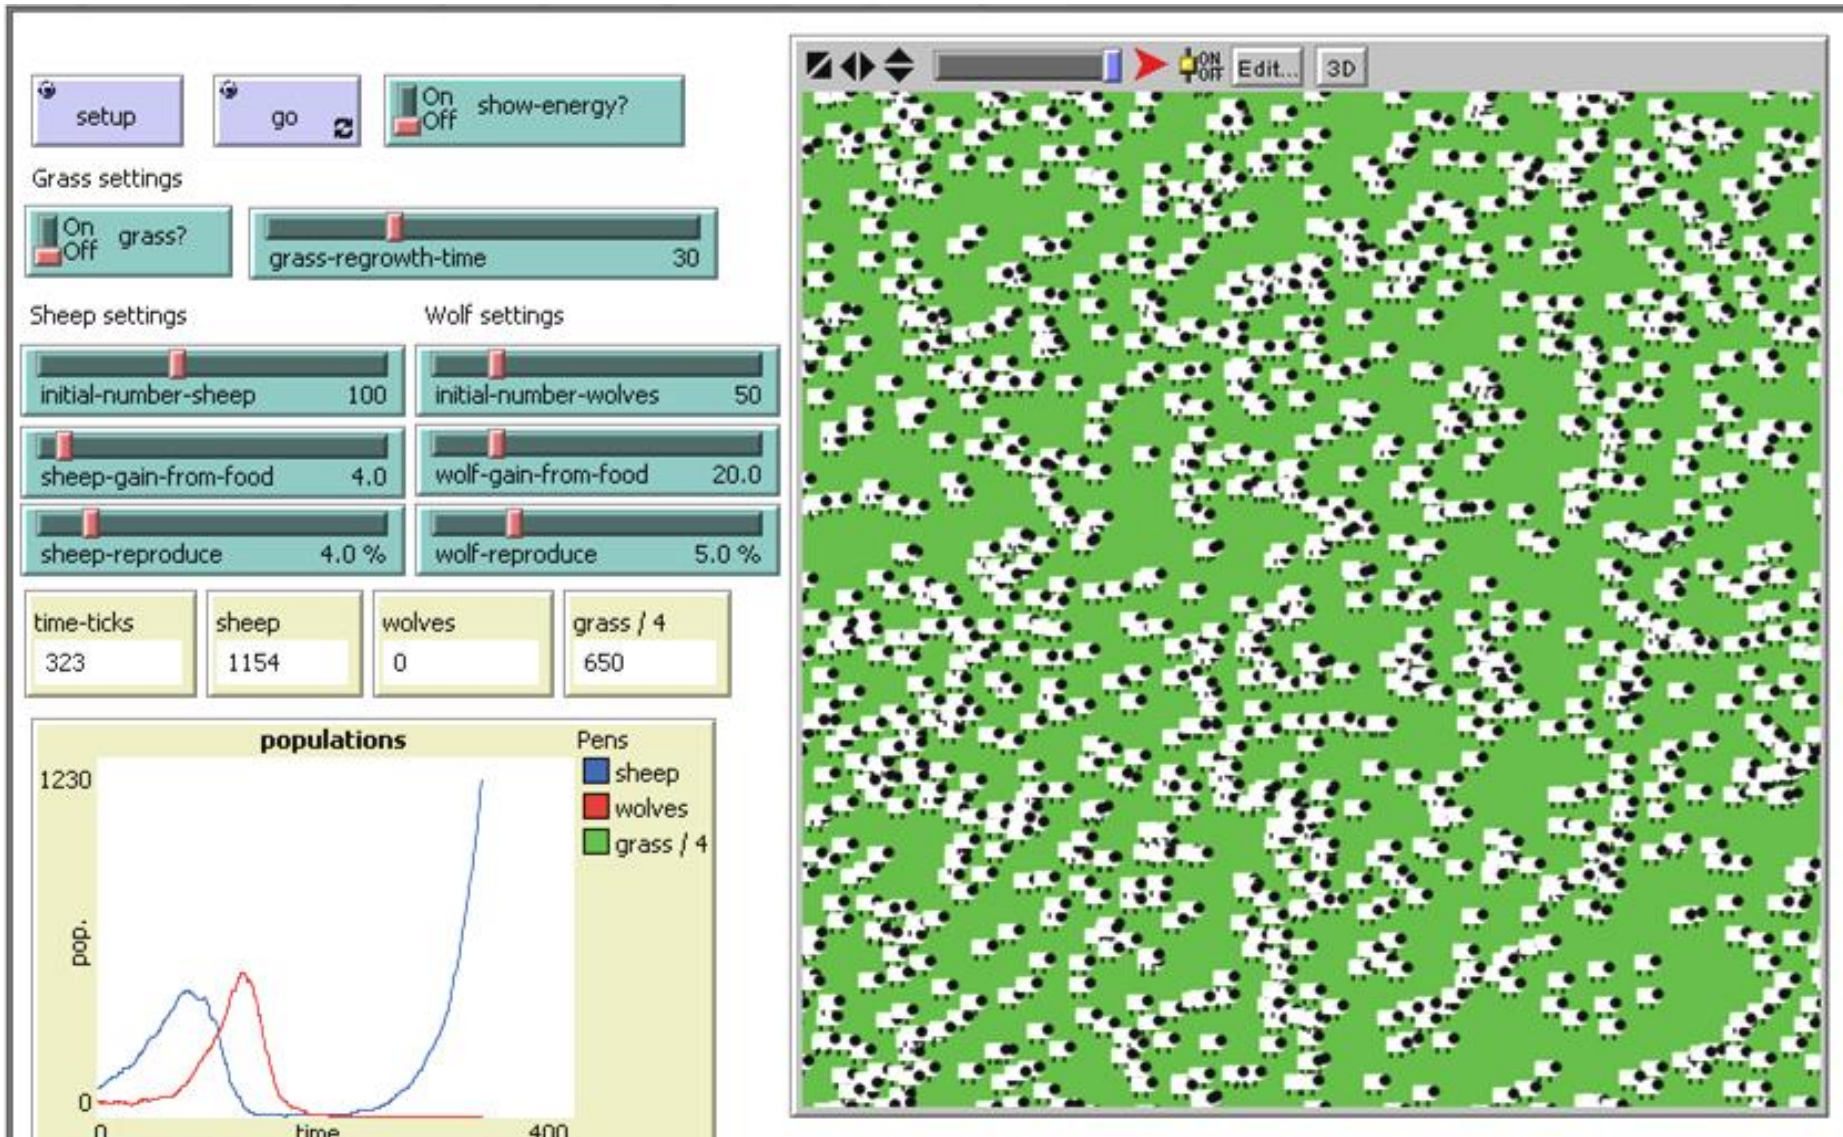 setup
go
On
Off
show-energy?
ON
OFF
Edit...
3D
Grass settings
On
Off
grass?
grass-regrowth-time 30
Sheep settings
Wolf settings
initial-number-sheep 100
initial-number-wolves 50
sheep-gain-from-food 4.0
wolf-gain-from-food 20.0
sheep-reproduce 4.0 %
wolf-reproduce 5.0 %
time-ticks
323
sheep
1154
wolves
0
grass / 4
650
populations
Pens
1230
sheep
wolves
grass / 4
pop.
0
0 time 400